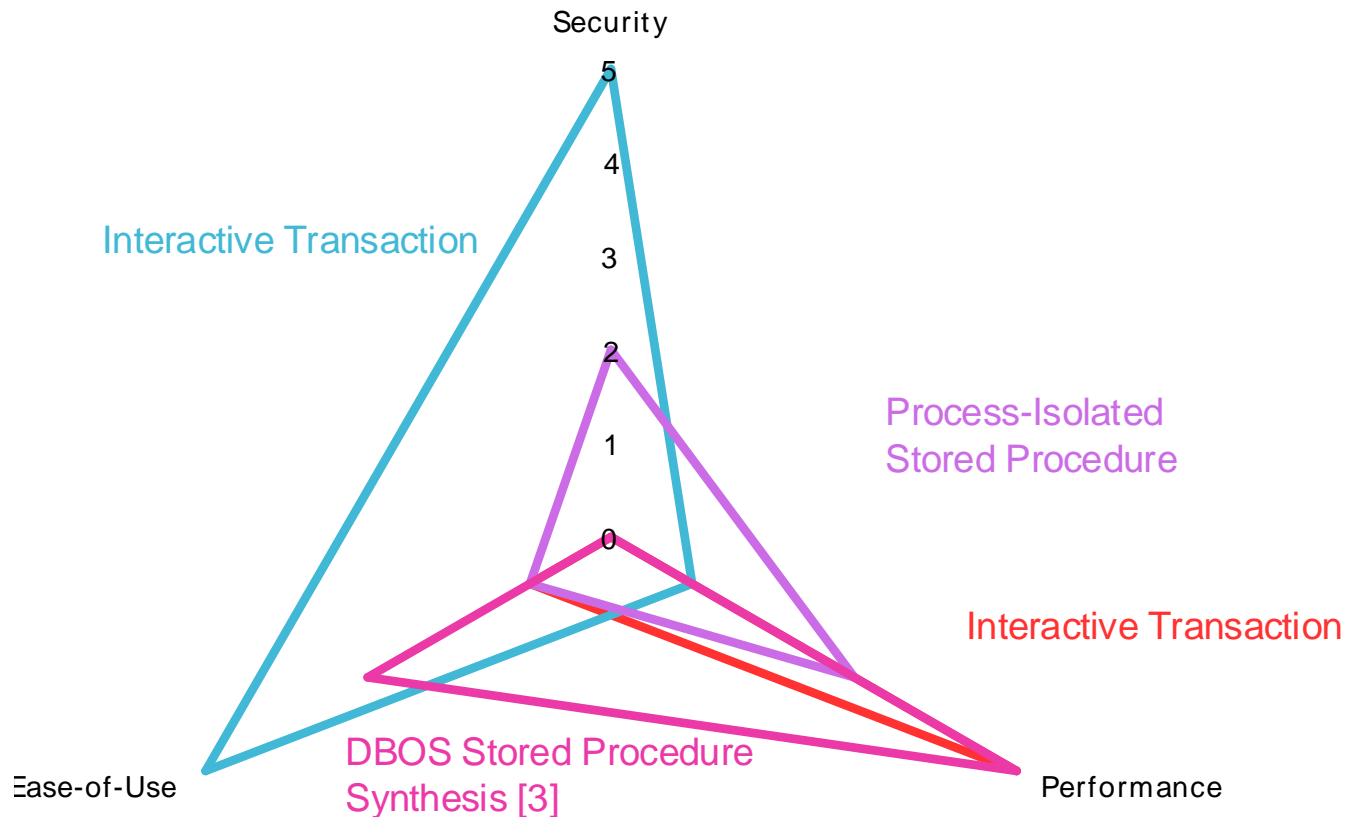 Security
5
4
Interactive Transaction
3
2
Process-Isolated
Stored Procedure
1
0
Interactive Transaction
DBOS Stored Procedure
Synthesis [3]
Ease-of-Use
Performance